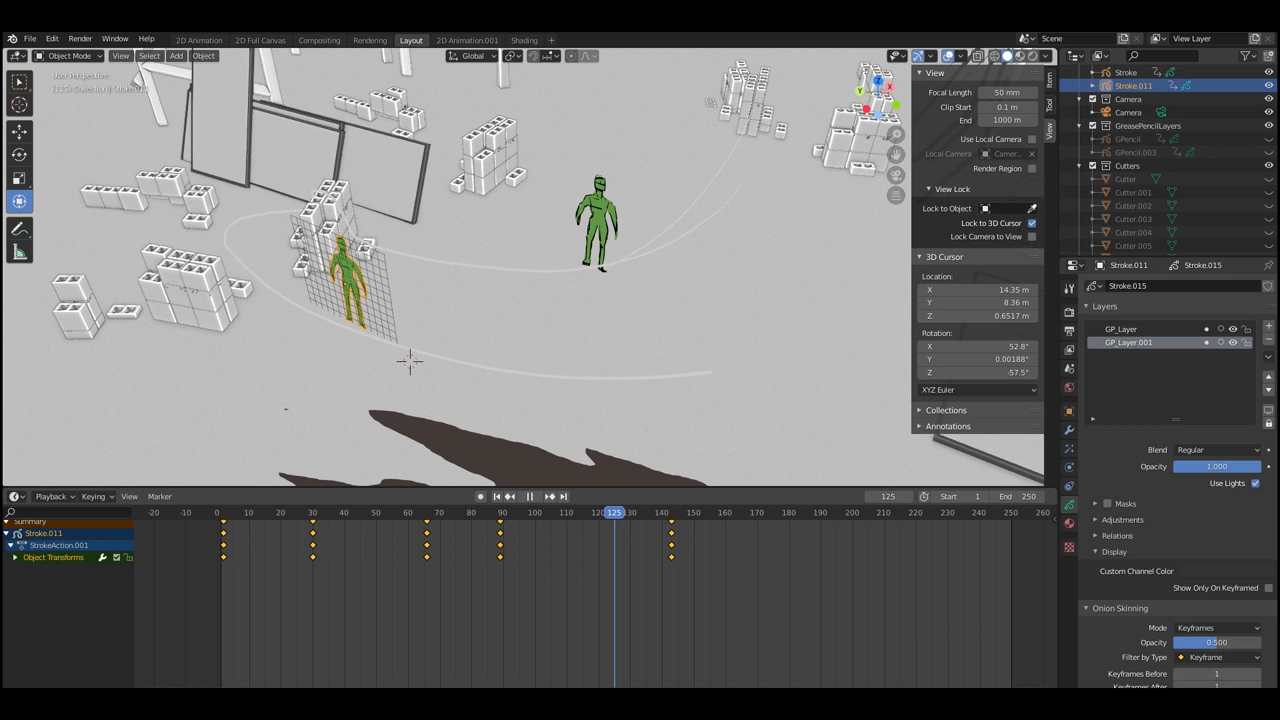 File Edit Render Window Help 2D Animation 2D Full Canvas Compositing Rendering Layout 2D Animation.001 Shading + Scene View Layer
Object Mode View Select Add Object Global
User Perspective
View
Focal Length 50 mm
Clip Start 0.1 m
End 1000 m
Use Local Camera
Local Camera Camer...
Render Region
View Lock
Lock to Object
Lock to 3D Cursor
Lock Camera to View
3D Cursor
Location:
X 14.35 m
Y 8.36 m
Z 0.6517 m
Rotation:
X 52.8°
Y 0.00188°
Z -57.5°
XYZ Euler
Collections
Annotations
Item
Tool
View
Z
Y
X
Stroke
Stroke.011
Camera
Camera
GreasePencilLayers
GPencil
GPencil.003
Cutters
Cutter
Cutter.001
Cutter.002
Cutter.003
Cutter.004
Cutter.005
Stroke.011 Stroke.015
Stroke.015
Layers
GP_Layer
GP_Layer.001
Blend Regular
Opacity 1.000
Use Lights
Masks
Adjustments
Relations
Display
Custom Channel Color
Show Only On Keyframed
Onion Skinning
Mode Keyframes
Opacity 0.500
Filter by Type Keyframe
Keyframes Before 1
Keyframes After 1
Playback Keying View Marker 125 Start 1 End 250
-20 -10 0 10 20 30 40 50 60 70 80 90 100 110 120 125 130 140 150 160 170 180 190 200 210 220 230 240 250 260
Summary
Stroke.011
StrokeAction.001
Object Transforms